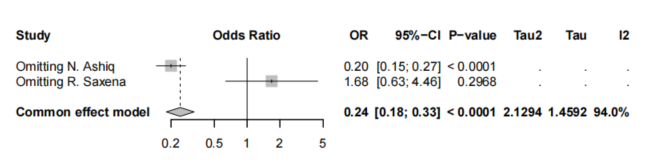 Study Odds Ratio OR 95%−CI P−value Tau2 Tau I2
Omitting N. Ashiq 0.20 [0.15; 0.27] < 0.0001 . . .
Omitting R. Saxena 1.68 [0.63; 4.46] 0.2968 . . .
Common effect model 0.24 [0.18; 0.33] < 0.0001 2.1294 1.4592 94.0%
0.2 0.5 1 2 5